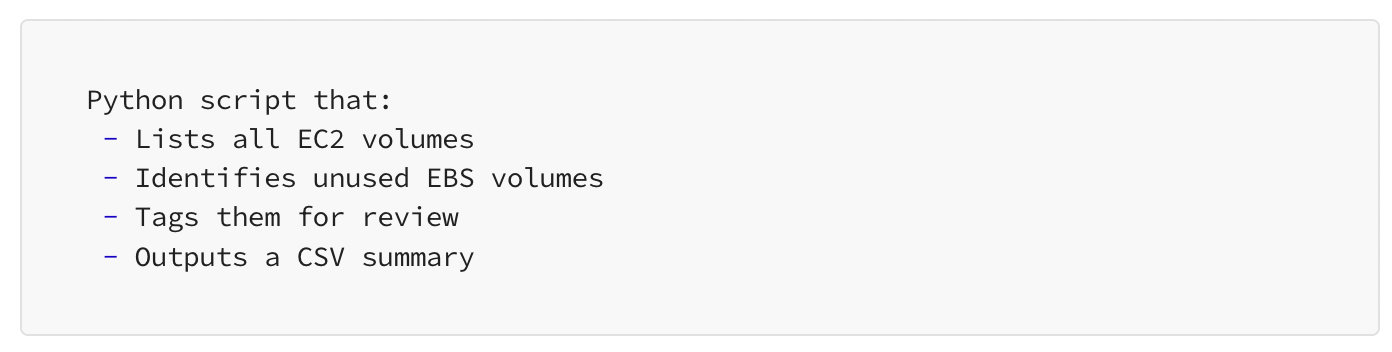 Python script that:
- Lists all EC2 volumes
- Identifies unused EBS volumes
- Tags them for review
- Outputs a CSV summary